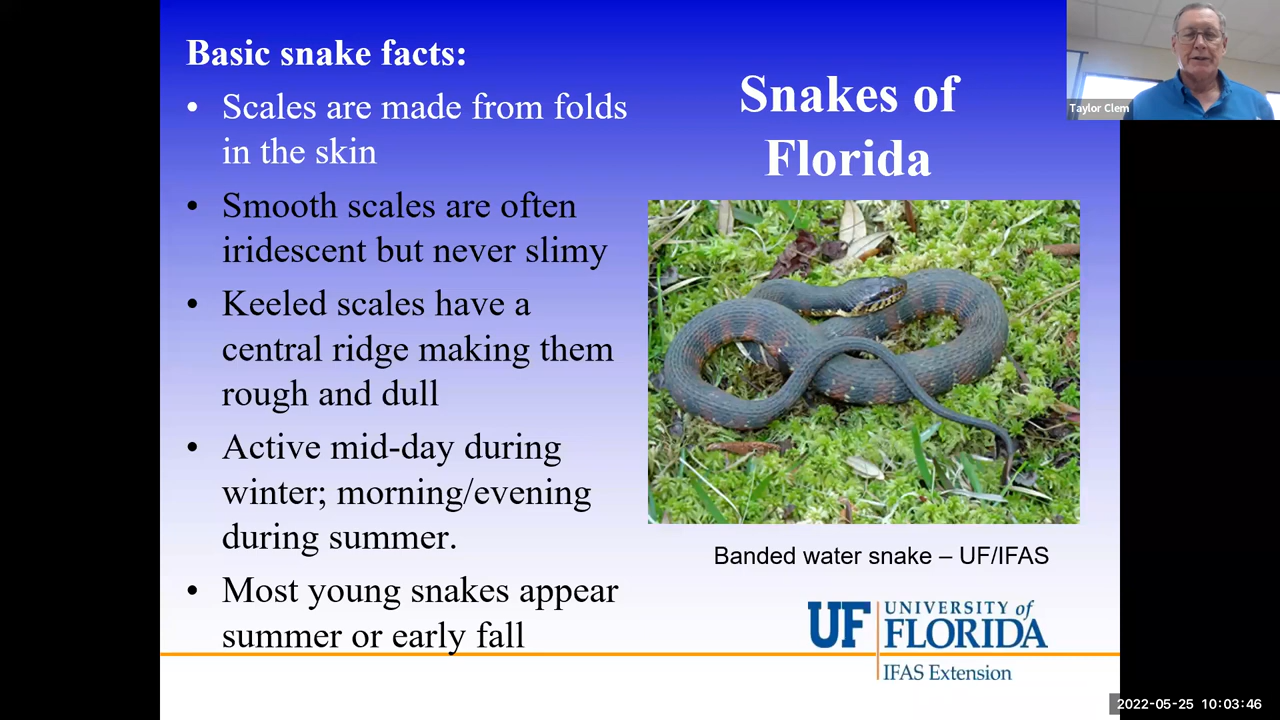 Basic snake facts:
• Scales are made from folds
in the skin
• Smooth scales are often
iridescent but never slimy
• Keeled scales have a
central ridge making them
rough and dull
• Active mid-day during
winter; morning/evening
during summer.
• Most young snakes appear
summer or early fall
Snakes of
Florida
Banded water snake – UF/IFAS
UF UNIVERSITY of
FLORIDA
IFAS Extension
Taylor Clem
2022-05-25 10:03:46